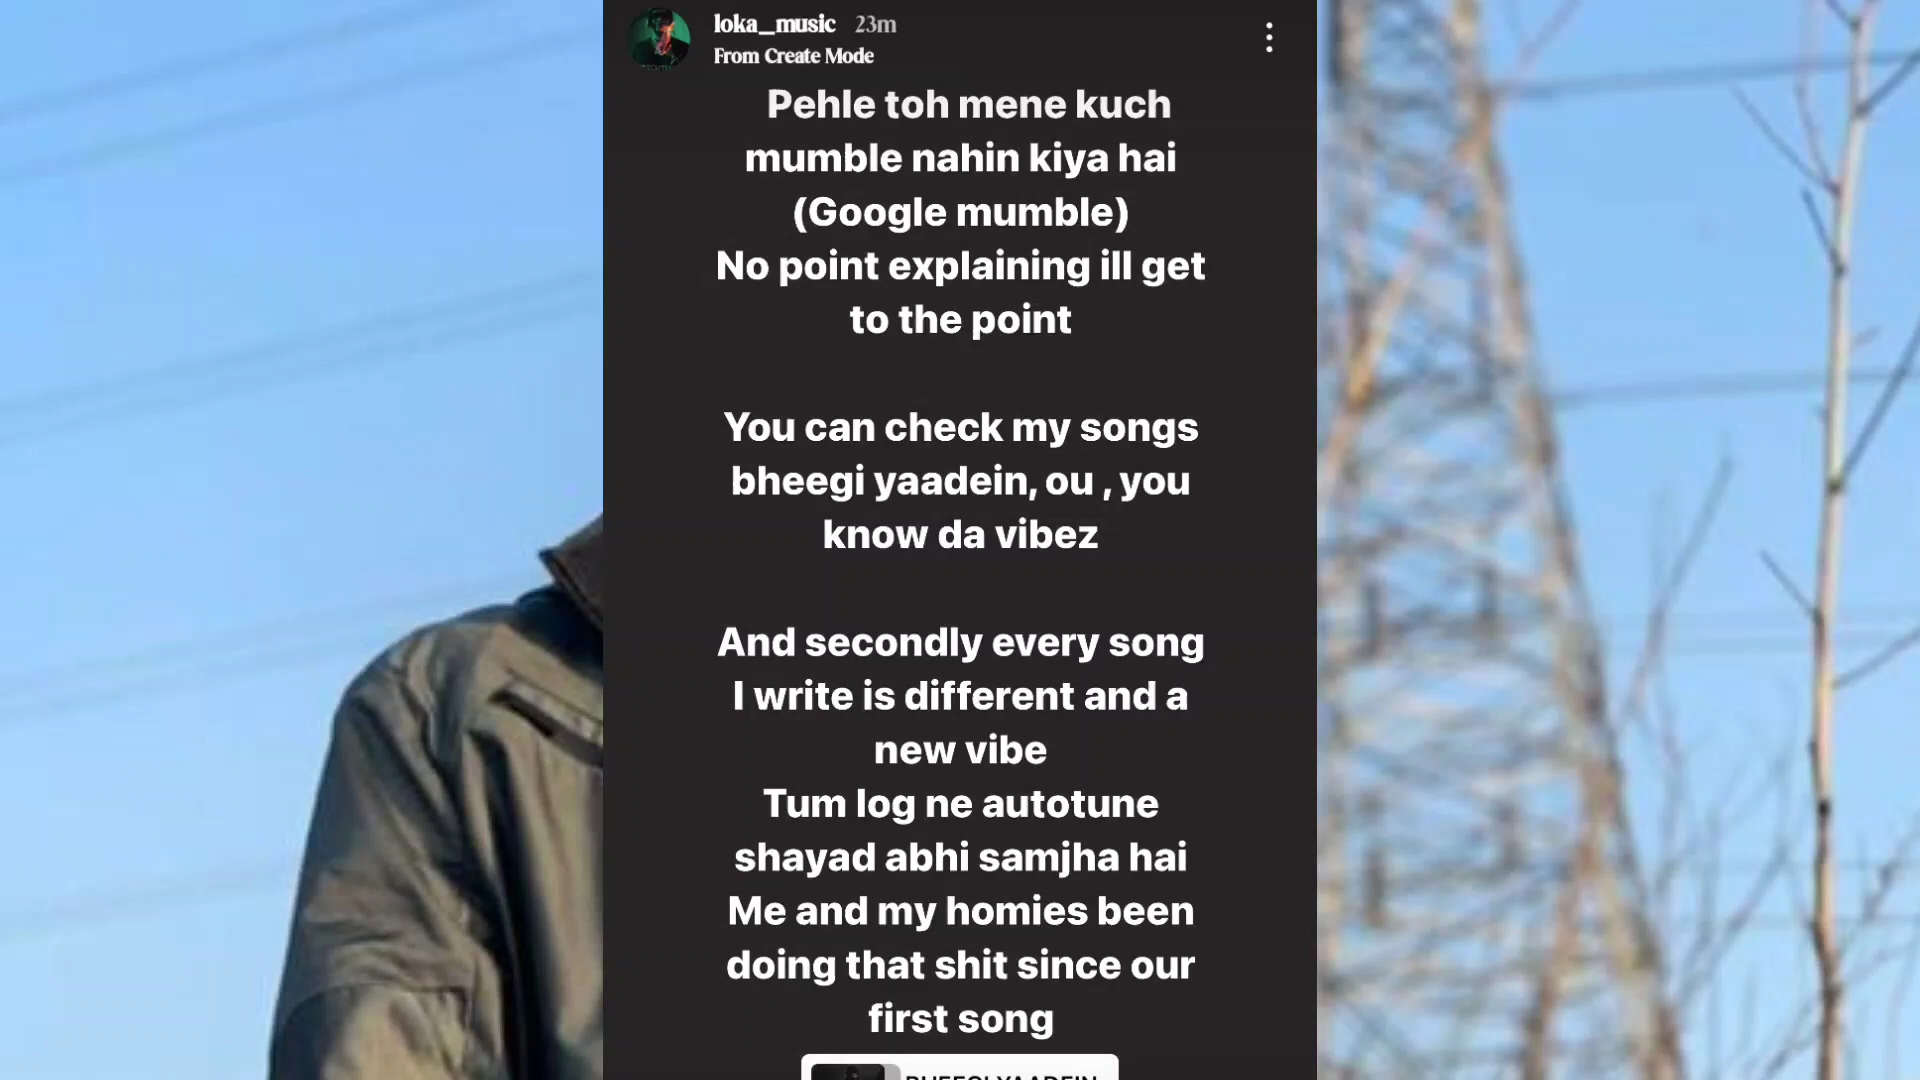 loka_music 23m
From Create Mode
Pehle toh mene kuch
mumble nahin kiya hai
(Google mumble)
No point explaining ill get
to the point
You can check my songs
bheegi yaadein, ou , you
know da vibez
And secondly every song
I write is different and a
new vibe
Tum log ne autotune
shayad abhi samjha hai
Me and my homies been
doing that shit since our
first song
BHEEGI YAADEIN